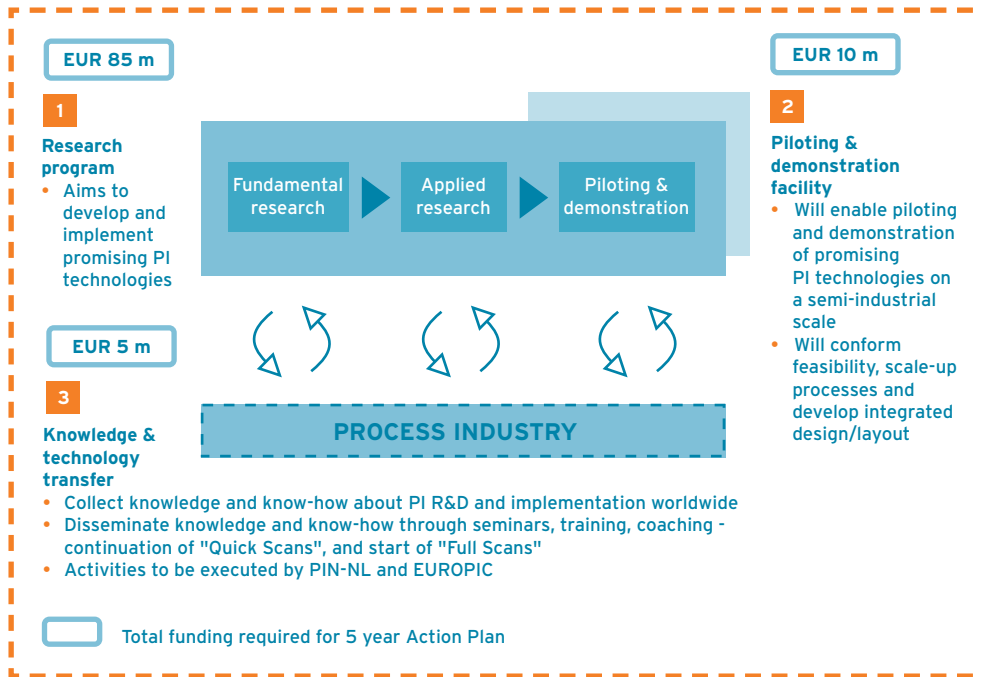 EUR 85 m
1
Research
program
• Aims to
develop and
implement
promising PI
technologies
Fundamental
research
Applied
research
Piloting &
demonstration
EUR 10 m
2
Piloting &
demonstration
facility
• Will enable piloting
and demonstration
of promising
PI technologies on
a semi-industrial
scale
• Will conform
feasibility, scale-up
processes and
develop integrated
design/layout
PROCESS INDUSTRY
EUR 5 m
3
Knowledge &
technology
transfer
• Collect knowledge and know-how about PI R&D and implementation worldwide
• Disseminate knowledge and know-how through seminars, training, coaching -
continuation of "Quick Scans", and start of "Full Scans"
• Activities to be executed by PIN-NL and EUROPIC
Total funding required for 5 year Action Plan